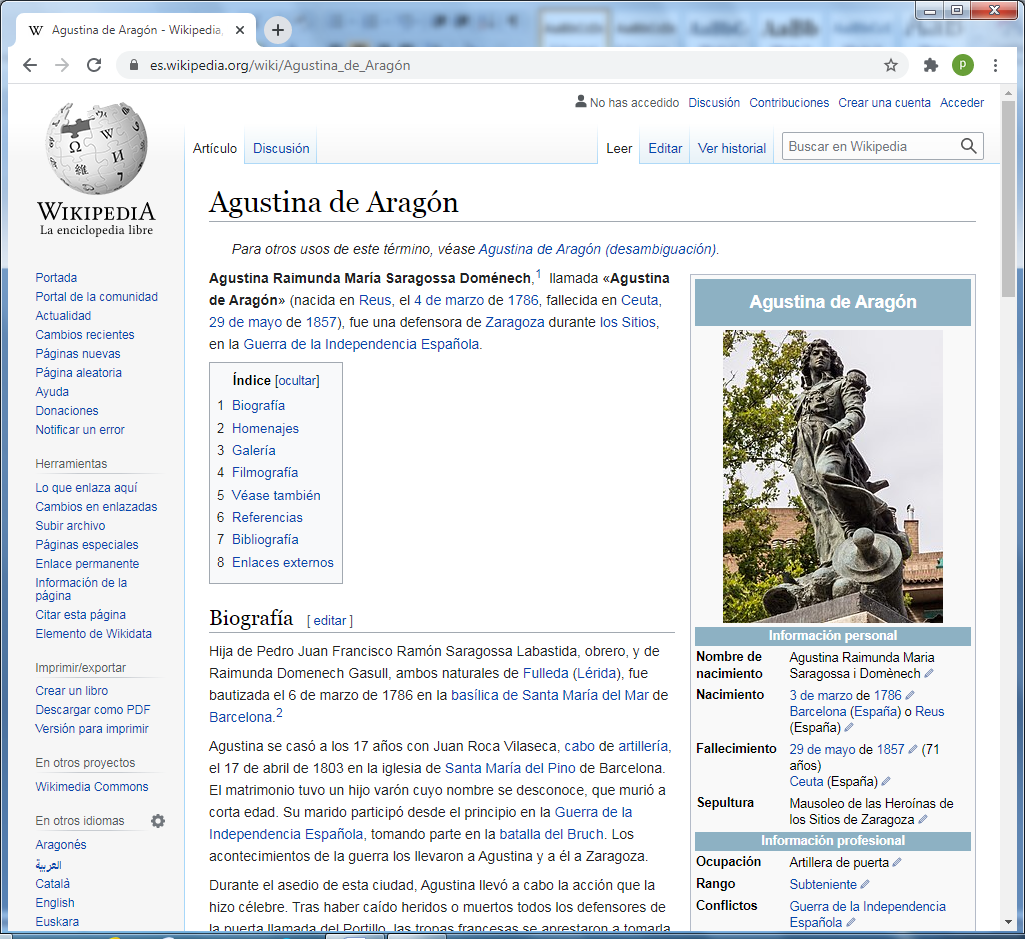 Agustina de Aragón - Wikipedia,
es.wikipedia.org/wiki/Agustina_de_Aragón
P
No has accedido Discusión Contribuciones Crear una cuenta Acceder
Artículo Discusión Leer Editar Ver historial Buscar en Wikipedia
WIKIPEDIA
La enciclopedia libre
Portada
Portal de la comunidad
Actualidad
Cambios recientes
Páginas nuevas
Página aleatoria
Ayuda
Donaciones
Notificar un error
Herramientas
Lo que enlaza aquí
Cambios en enlazadas
Subir archivo
Páginas especiales
Enlace permanente
Información de la
página
Citar esta página
Elemento de Wikidata
Imprimir/exportar
Crear un libro
Descargar como PDF
Versión para imprimir
En otros proyectos
Wikimedia Commons
En otros idiomas
Aragonés
العربية
Català
English
Euskara
Agustina de Aragón
Para otros usos de este término, véase Agustina de Aragón (desambiguación).
Agustina Raimunda María Saragossa Doménech,1 llamada «Agustina
de Aragón» (nacida en Reus, el 4 de marzo de 1786, fallecida en Ceuta,
29 de mayo de 1857), fue una defensora de Zaragoza durante los Sitios,
en la Guerra de la Independencia Española.
Índice [ocultar]
1 Biografía
2 Homenajes
3 Galería
4 Filmografía
5 Véase también
6 Referencias
7 Bibliografía
8 Enlaces externos
Biografía [ editar ]
Hija de Pedro Juan Francisco Ramón Saragossa Labastida, obrero, y de
Raimunda Domenech Gasull, ambos naturales de Fulleda (Lérida), fue
bautizada el 6 de marzo de 1786 en la basílica de Santa María del Mar de
Barcelona.2
Agustina se casó a los 17 años con Juan Roca Vilaseca, cabo de artillería,
el 17 de abril de 1803 en la iglesia de Santa María del Pino de Barcelona.
El matrimonio tuvo un hijo varón cuyo nombre se desconoce, que murió a
corta edad. Su marido participó desde el principio en la Guerra de la
Independencia Española, tomando parte en la batalla del Bruch. Los
acontecimientos de la guerra los llevaron a Agustina y a él a Zaragoza.
Durante el asedio de esta ciudad, Agustina llevó a cabo la acción que la
hizo célebre. Tras haber caído heridos o muertos todos los defensores de
la puerta llamada del Portillo, las tropas francesas se aprestaron a tomarla
Agustina de Aragón
Información personal
Nombre de nacimiento Agustina Raimunda Maria
Saragossa i Domènech
Nacimiento 3 de marzo de 1786
Barcelona (España) o Reus
(España)
Fallecimiento 29 de mayo de 1857 (71
años)
Ceuta (España)
Sepultura Mausoleo de las Heroínas de
los Sitios de Zaragoza
Información profesional
Ocupación Artillera de puerta
Rango Subteniente
Conflictos Guerra de la Independencia
Española